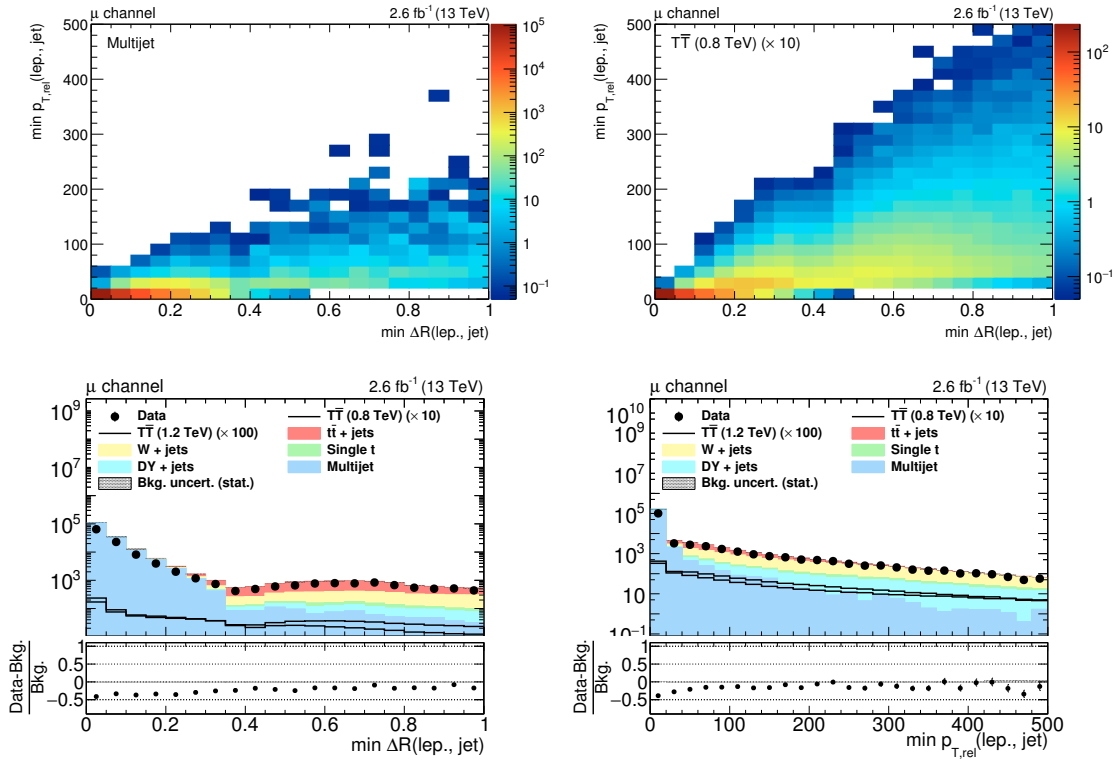 μ channel 2.6 fb⁻¹ (13 TeV)
Multijet
min p_T,rel(lep., jet)
500
400
300
200
100
0
0 0.2 0.4 0.6 0.8 1
min ΔR(lep., jet)
10⁵
10⁴
10³
10²
10
1
10⁻¹
μ channel 2.6 fb⁻¹ (13 TeV)
TT̅ (0.8 TeV) (× 10)
min p_T,rel(lep., jet)
500
400
300
200
100
0
0 0.2 0.4 0.6 0.8 1
min ΔR(lep., jet)
10²
10
1
10⁻¹
μ channel 2.6 fb⁻¹ (13 TeV)
Data TT̅ (0.8 TeV) (× 10)
TT̅ (1.2 TeV) (× 100) tt̅ + jets
W + jets Single t
DY + jets Multijet
Bkg. uncert. (stat.)
10⁹
10⁷
10⁵
10³
10
Data-Bkg.
Bkg.
1
0.5
0
−0.5
0 0.2 0.4 0.6 0.8 1
min ΔR(lep., jet)
μ channel 2.6 fb⁻¹ (13 TeV)
Data TT̅ (0.8 TeV) (× 10)
TT̅ (1.2 TeV) (× 100) tt̅ + jets
W + jets Single t
DY + jets Multijet
Bkg. uncert. (stat.)
10¹⁰
10⁹
10⁷
10⁵
10³
10
10⁻¹
Data-Bkg.
Bkg.
1
0.5
0
−0.5
0 100 200 300 400 500
min p_T,rel(lep., jet)